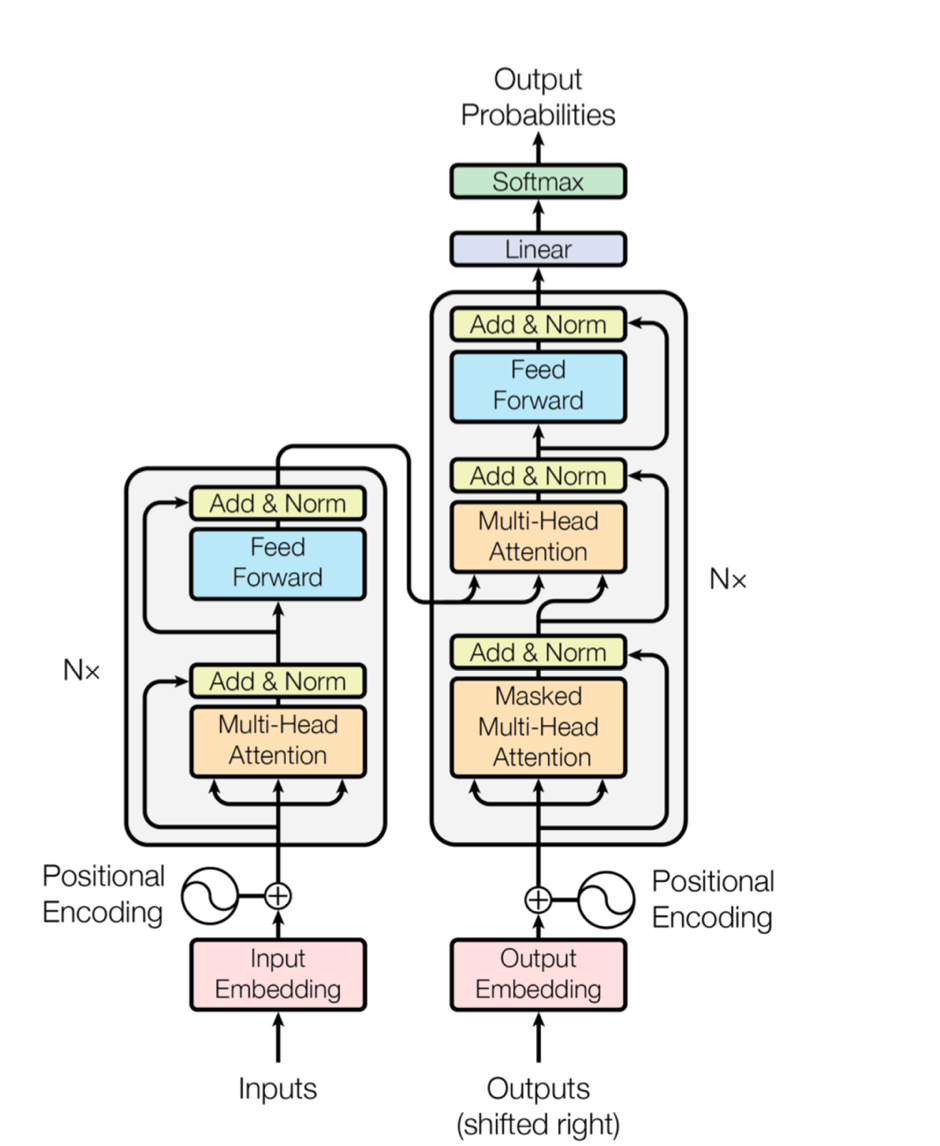 Output
Probabilities
Softmax
Linear
Add & Norm
Feed
Forward
Add & Norm
Multi-Head
Attention
Add & Norm
Masked
Multi-Head
Attention
N×
Add & Norm
Feed
Forward
Add & Norm
Multi-Head
Attention
N×
Positional
Encoding
Positional
Encoding
Input
Embedding
Output
Embedding
Inputs
Outputs
(shifted right)